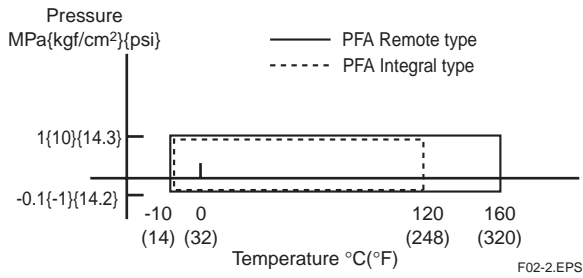 Pressure
MPa{kgf/cm²}{psi}
PFA Remote type
PFA Integral type
1{10}{14.3}
-0.1{-1}{14.2}
-10 0 120 160
(14) (32) (248) (320)
Temperature °C(°F)
F02-2.EPS